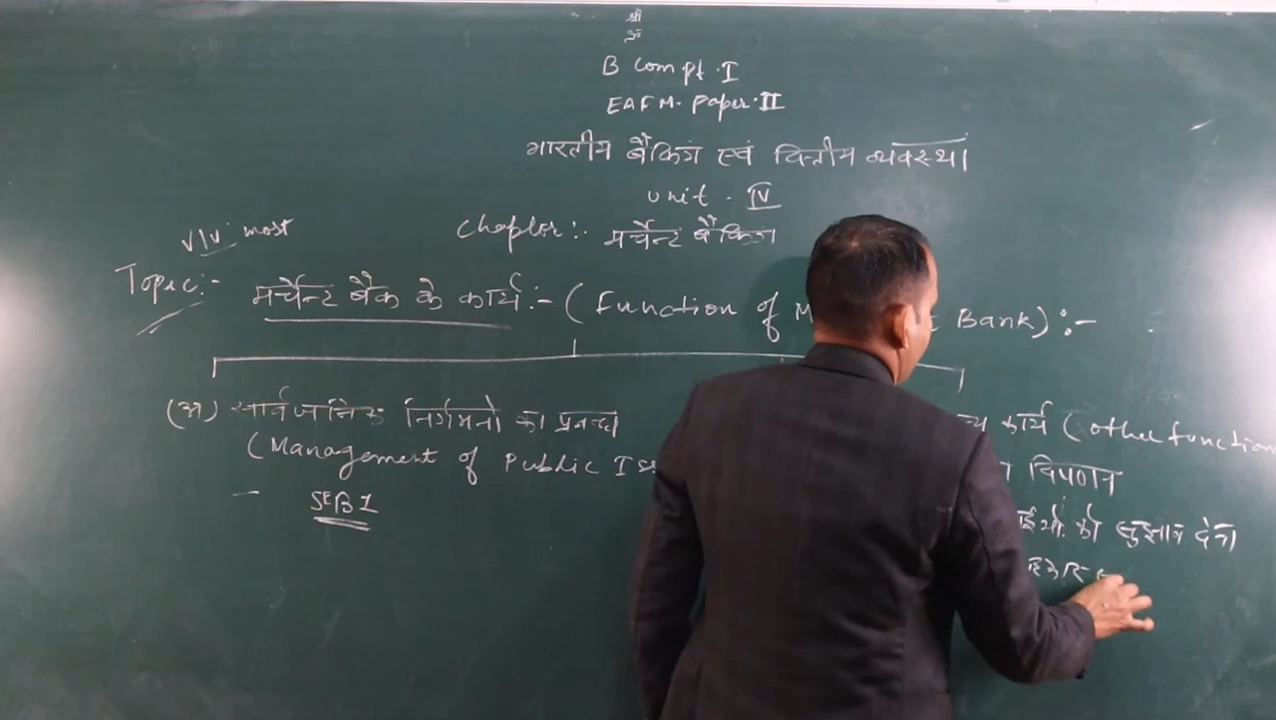 श्री
ॐ
B Com pt. I
EAFM. Paper. II
भारतीय बैंकिंग एवं वित्तीय व्यवस्था
Unit - IV
V/V. most
Chapter:- मर्चेन्ट बैंकिंग
Topic:- मर्चेन्ट बैंक के कार्य:- (Function of Bank):-
(अ) सार्वजनिक निर्गमनो का प्रबन्ध
कार्य (other function
(Management of Public
विपणन
- SEBI
को सुझाव देना